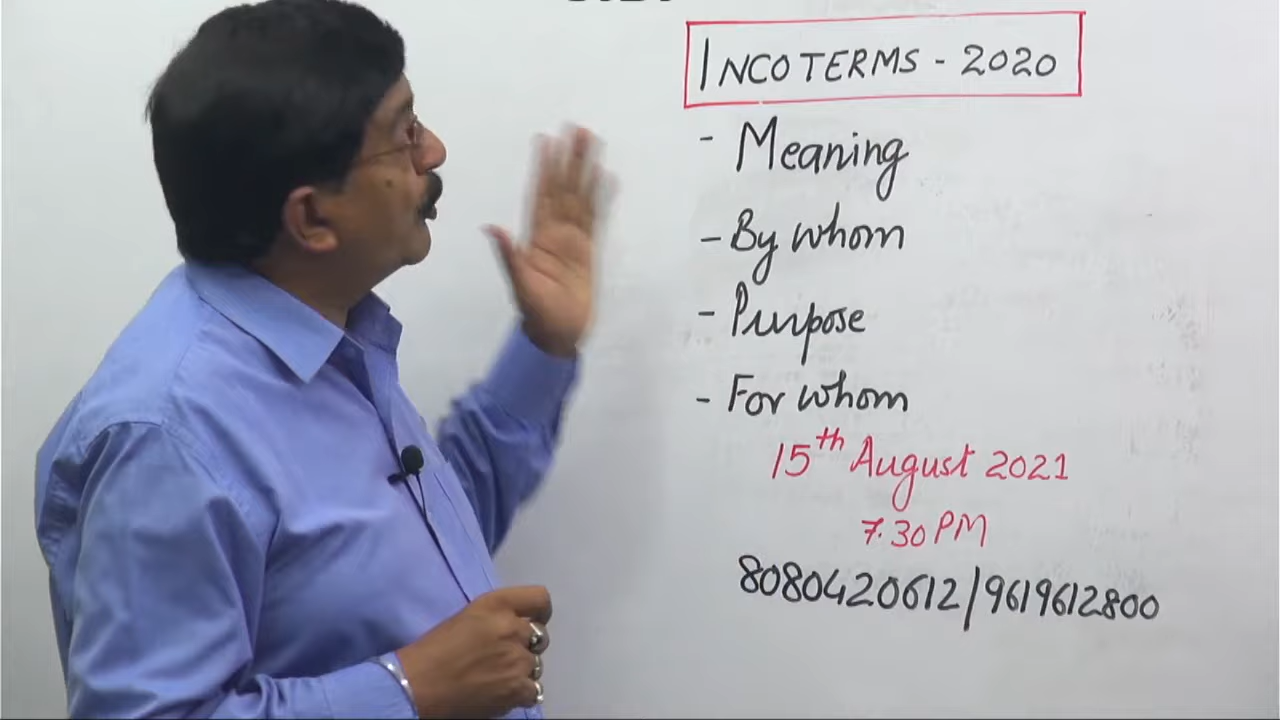 INCOTERMS - 2020
- Meaning
- By whom
- Purpose
- For whom
15th August 2021
7.30 PM
8080420612/9619612800